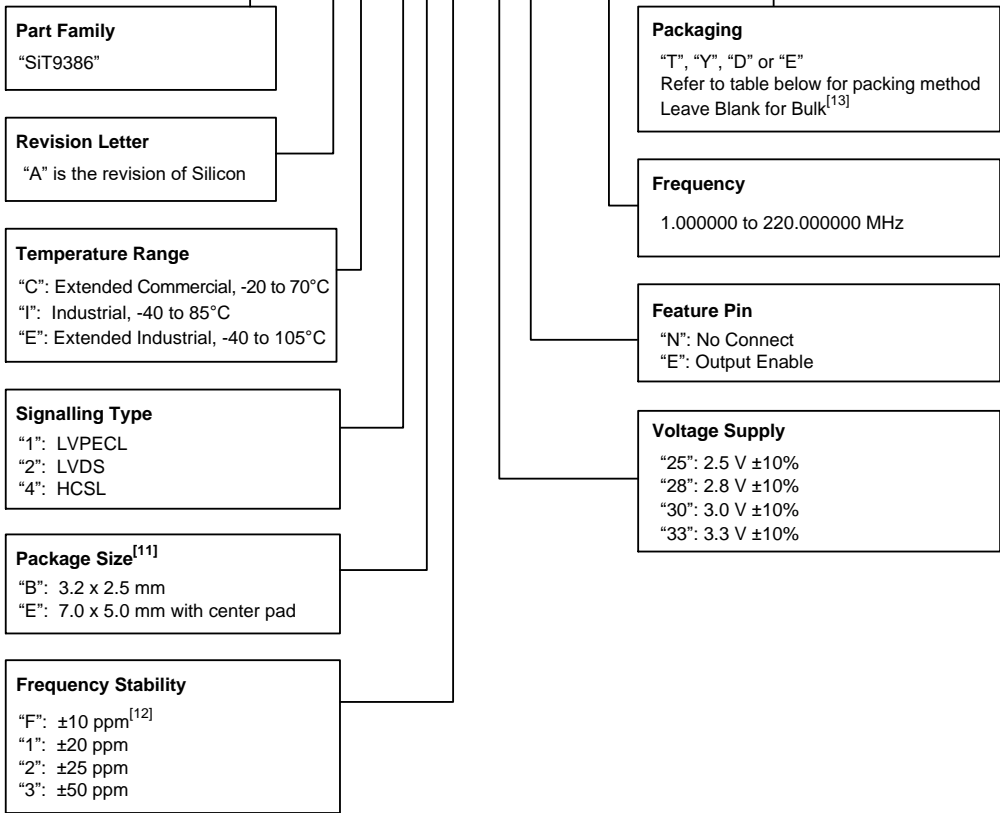 Part Family
“SiT9386”
Revision Letter
“A” is the revision of Silicon
Temperature Range
“C”: Extended Commercial, -20 to 70°C
“I”: Industrial, -40 to 85°C
“E”: Extended Industrial, -40 to 105°C
Signalling Type
“1”: LVPECL
“2”: LVDS
“4”: HCSL
Package Size[11]
“B”: 3.2 x 2.5 mm
“E”: 7.0 x 5.0 mm with center pad
Frequency Stability
“F”: ±10 ppm[12]
“1”: ±20 ppm
“2”: ±25 ppm
“3”: ±50 ppm
Packaging
“T”, “Y”, “D” or “E”
Refer to table below for packing method
Leave Blank for Bulk[13]
Frequency
1.000000 to 220.000000 MHz
Feature Pin
“N”: No Connect
“E”: Output Enable
Voltage Supply
“25”: 2.5 V ±10%
“28”: 2.8 V ±10%
“30”: 3.0 V ±10%
“33”: 3.3 V ±10%